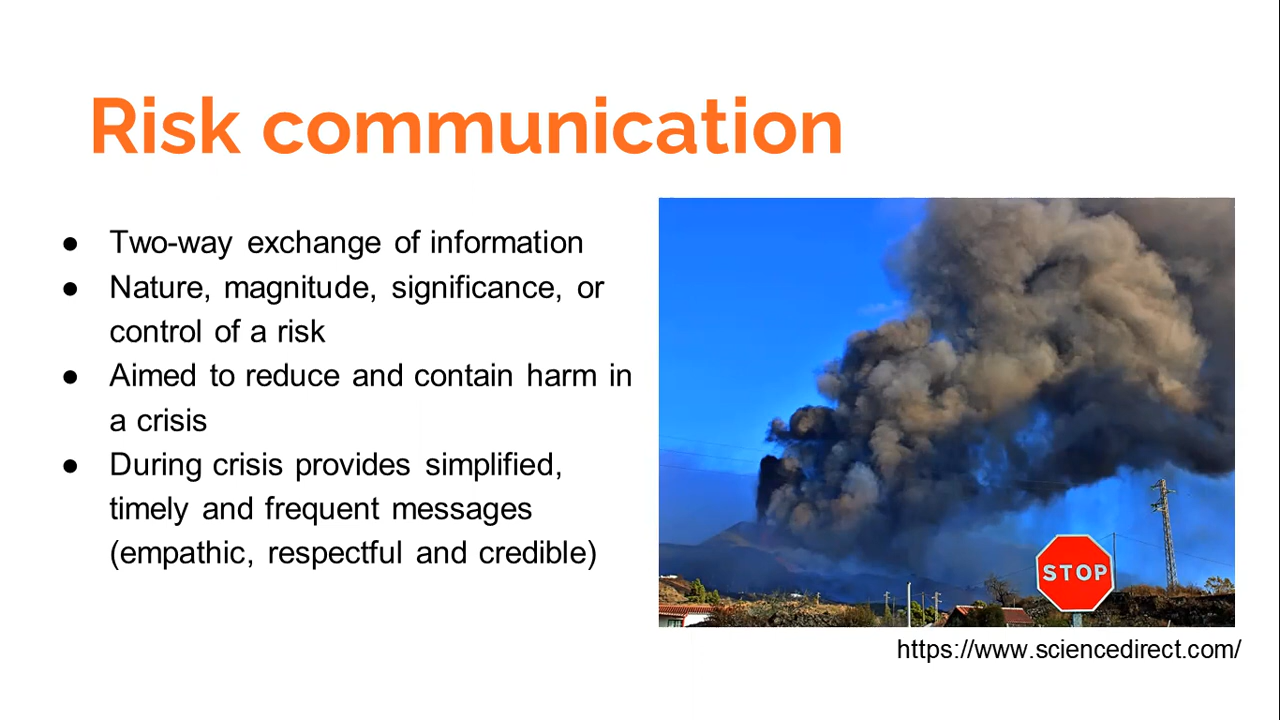 Risk communication
● Two-way exchange of information
● Nature, magnitude, significance, or
control of a risk
● Aimed to reduce and contain harm in
a crisis
● During crisis provides simplified,
timely and frequent messages
(empathic, respectful and credible)
STOP
https://www.sciencedirect.com/